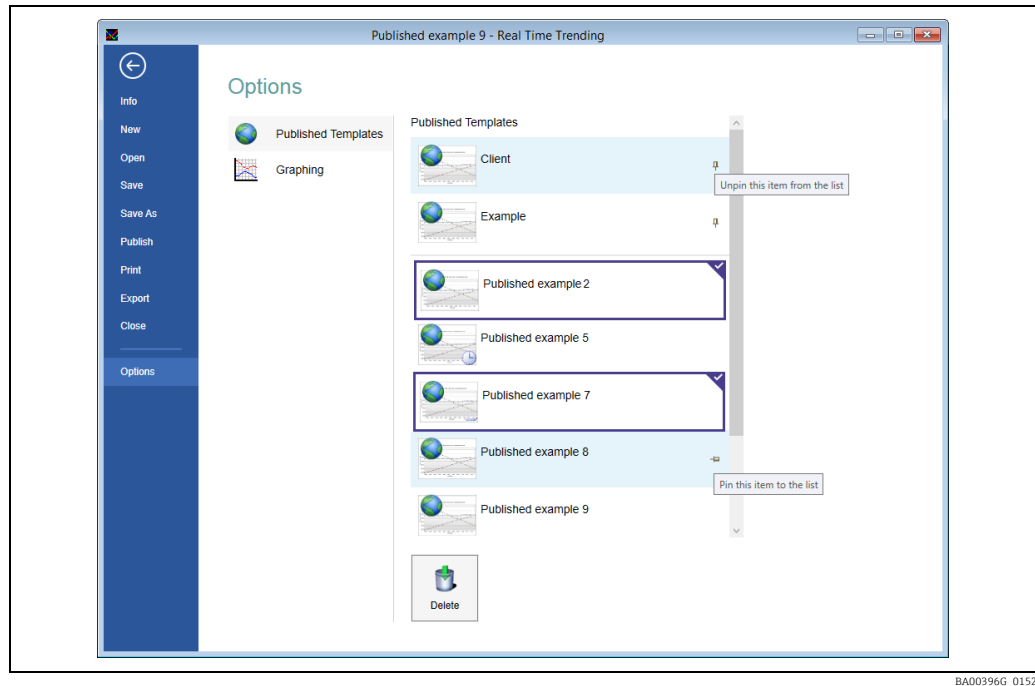 Published example 9 - Real Time Trending
Info
New
Open
Save
Save As
Publish
Print
Export
Close
Options
Options
Published Templates
Graphing
Published Templates
Client
Unpin this item from the list
Example
Published example 2
Published example 5
Published example 7
Published example 8
Pin this item to the list
Published example 9
Delete
BA00396G 0152